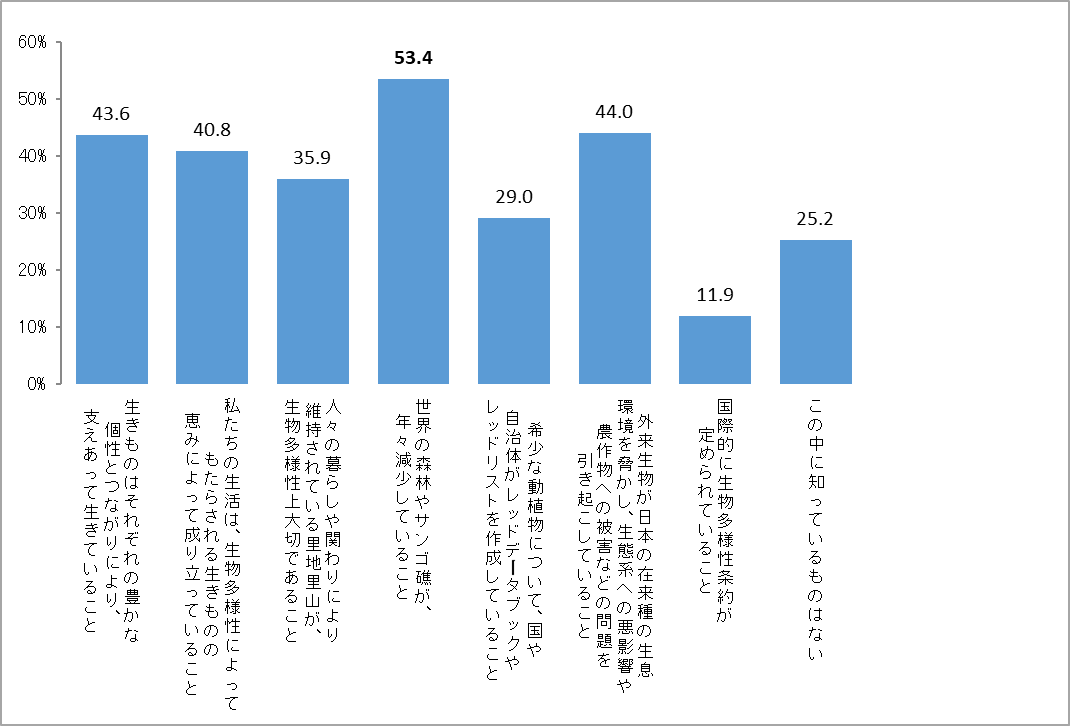 60%
50%
40%
30%
20%
10%
0%
43.6
40.8
35.9
53.4
29.0
44.0
11.9
25.2
生きものはそれぞれの豊かな
個性とつながりにより、
支えあって生きていること
私たちの生活は、生物多様性によって
もたらされる生きものの
恵みによって成り立っていること
人々の暮らしや関わりにより
維持されている里地里山が、
生物多様性上大切であること
世界の森林やサンゴ礁が、
年々減少していること
希少な動植物について、国や
自治体がレッドデータブックや
レッドリストを作成していること
外来生物が日本の在来種の生息
環境を脅かし、生態系への悪影響や
農作物への被害などの問題を
引き起こしていること
国際的に生物多様性条約が
定められていること
この中に知っているものはない